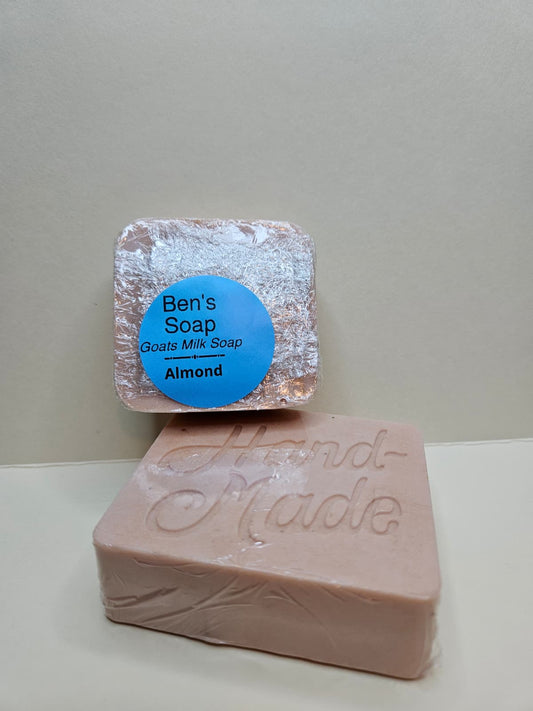 Ben's
Soap
Goats Milk Soap
Almond
Hand-
Made